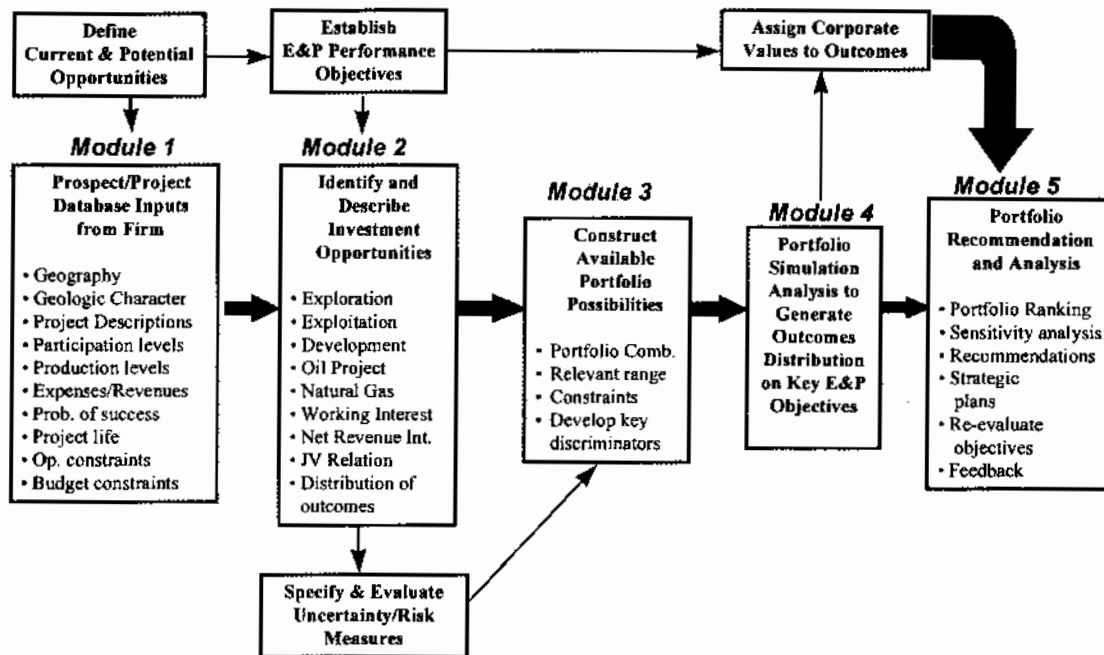 Define
Current & Potential
Opportunities
Establish
E&P Performance
Objectives
Assign Corporate
Values to Outcomes
Module 1
Prospect/Project
Database Inputs
from Firm
• Geography
• Geologic Character
• Project Descriptions
• Participation levels
• Production levels
• Expenses/Revenues
• Prob. of success
• Project life
• Op. constraints
• Budget constraints
Module 2
Identify and
Describe
Investment
Opportunities
• Exploration
• Exploitation
• Development
• Oil Project
• Natural Gas
• Working Interest
• Net Revenue Int.
• JV Relation
• Distribution of
outcomes
Specify & Evaluate
Uncertainty/Risk
Measures
Module 3
Construct
Available
Portfolio
Possibilities
• Portfolio Comb.
• Relevant range
• Constraints
• Develop key
discriminators
Module 4
Portfolio
Simulation
Analysis to
Generate
Outcomes
Distribution
on Key E&P
Objectives
Module 5
Portfolio
Recommendation
and Analysis
• Portfolio Ranking
• Sensitivity analysis
• Recommendations
• Strategic
plans
• Re-evaluate
objectives
• Feedback